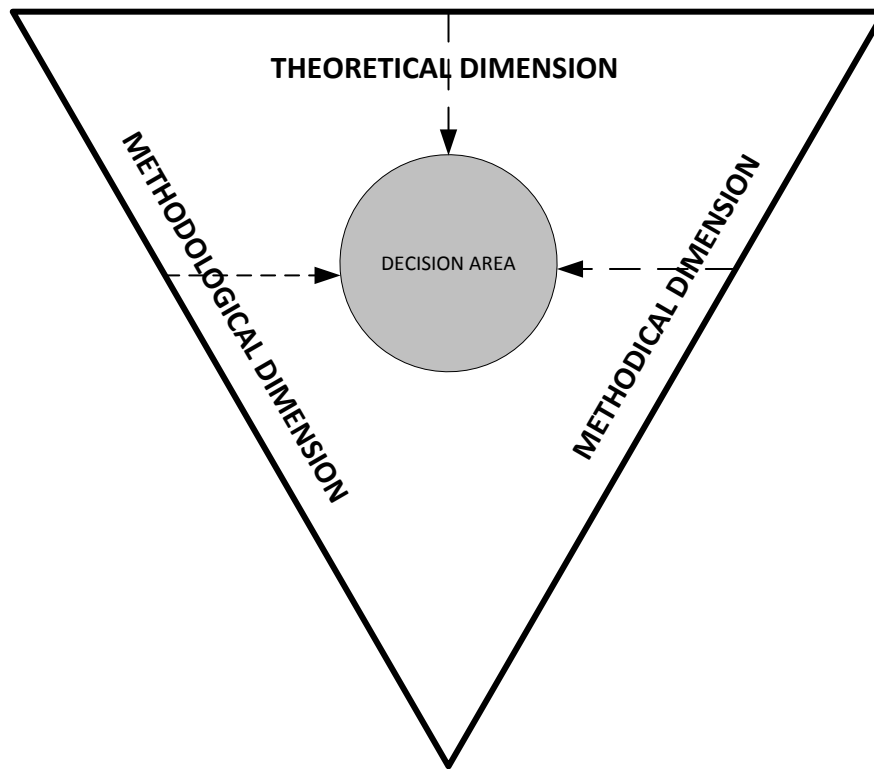 THEORETICAL DIMENSION
METHODOLOGICAL DIMENSION
DECISION AREA
METHODICAL DIMENSION